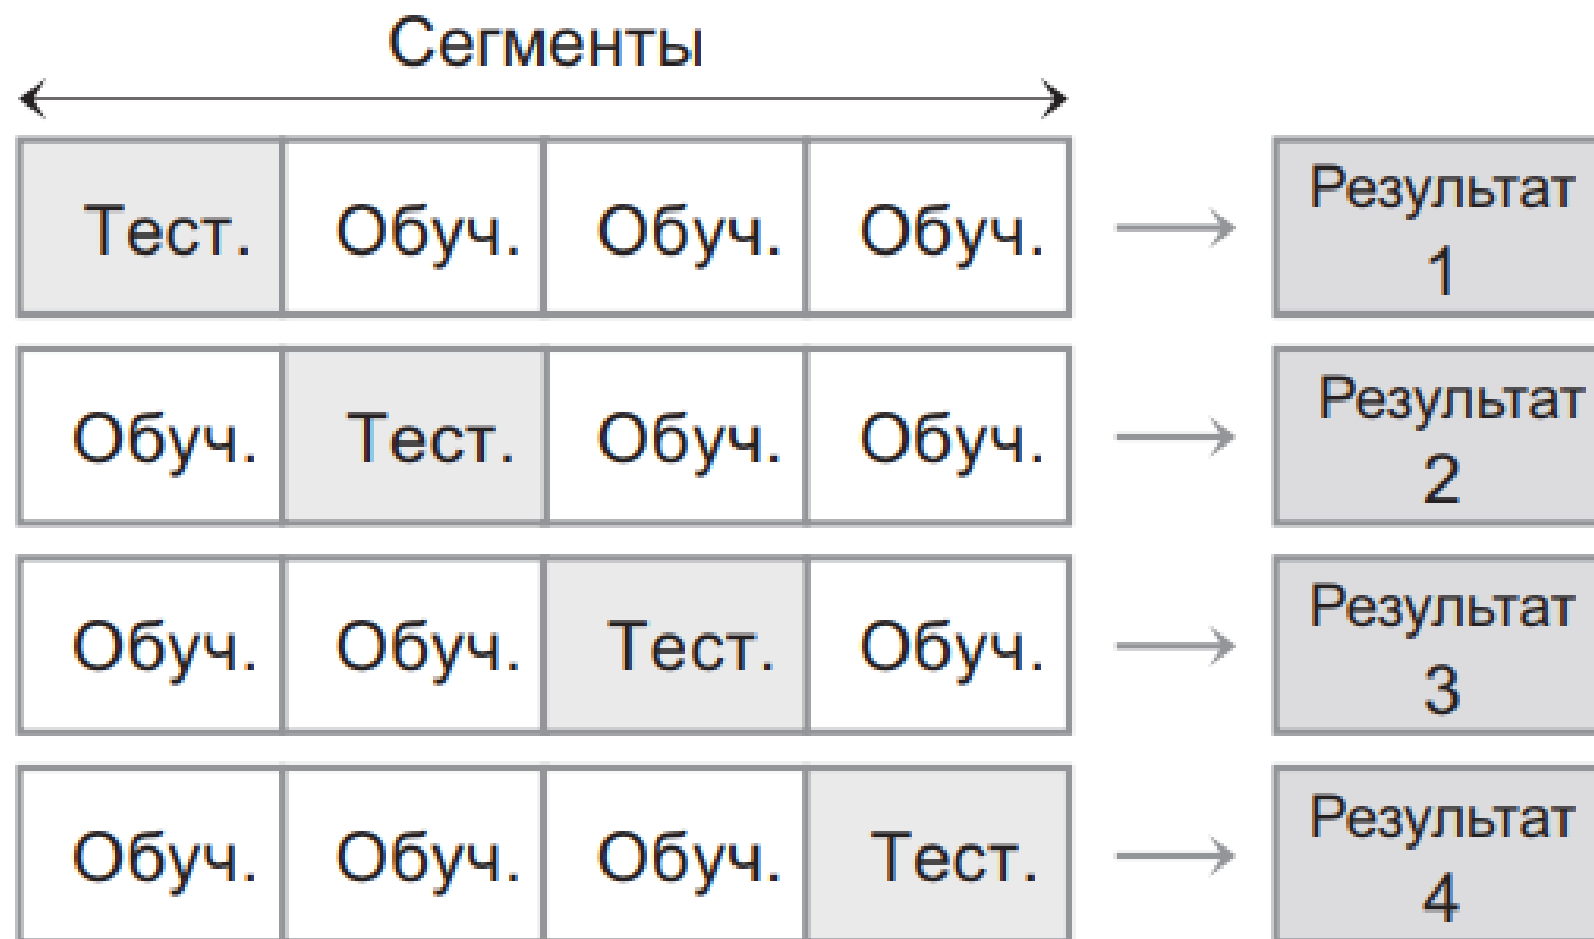 Сегменты
Тест. Обуч. Обуч. Обуч. Результат 1
Обуч. Тест. Обуч. Обуч. Результат 2
Обуч. Обуч. Тест. Обуч. Результат 3
Обуч. Обуч. Обуч. Тест. Результат 4